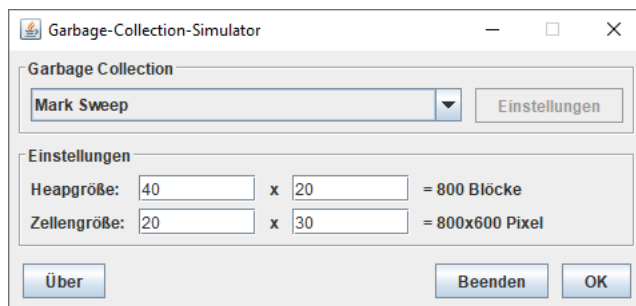 Garbage-Collection-Simulator
Garbage Collection
Mark Sweep
Einstellungen
Einstellungen
Heapgröße: 40 x 20 = 800 Blöcke
Zellengröße: 20 x 30 = 800x600 Pixel
Über Beenden OK